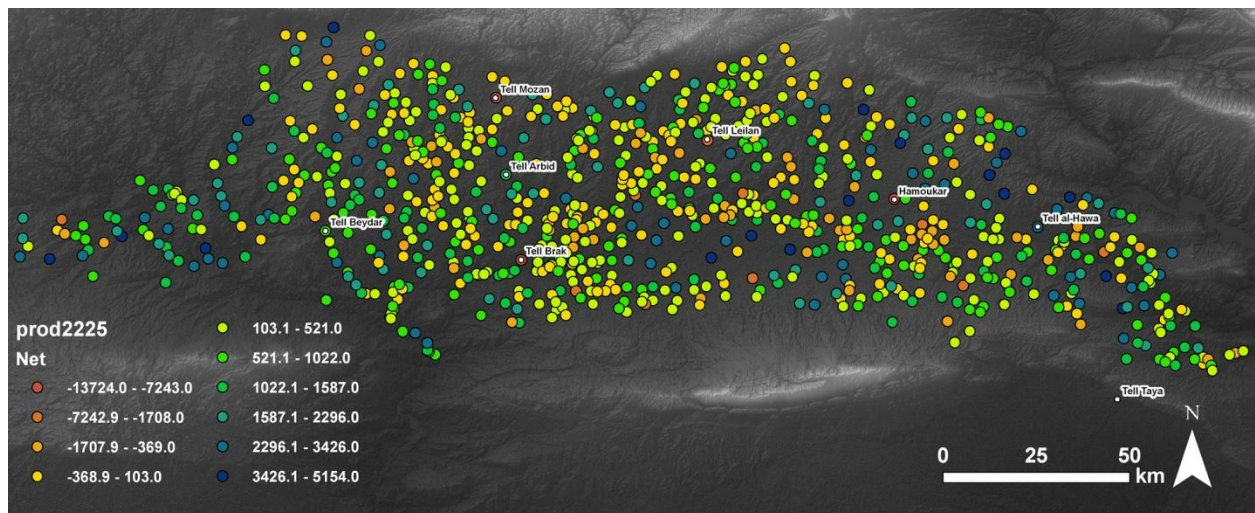 Tell Mozan
Tell Leilan
Tell Arbid
Hamoukar
Tell al-Hawa
Tell Beydar
Tell Brak
prod2225
Net
-13724.0 - -7243.0
-7242.9 - -1708.0
-1707.9 - -369.0
-368.9 - 103.0
103.1 - 521.0
521.1 - 1022.0
1022.1 - 1587.0
1587.1 - 2296.0
2296.1 - 3426.0
3426.1 - 5154.0
Tell Taya
N
0 25 50
km